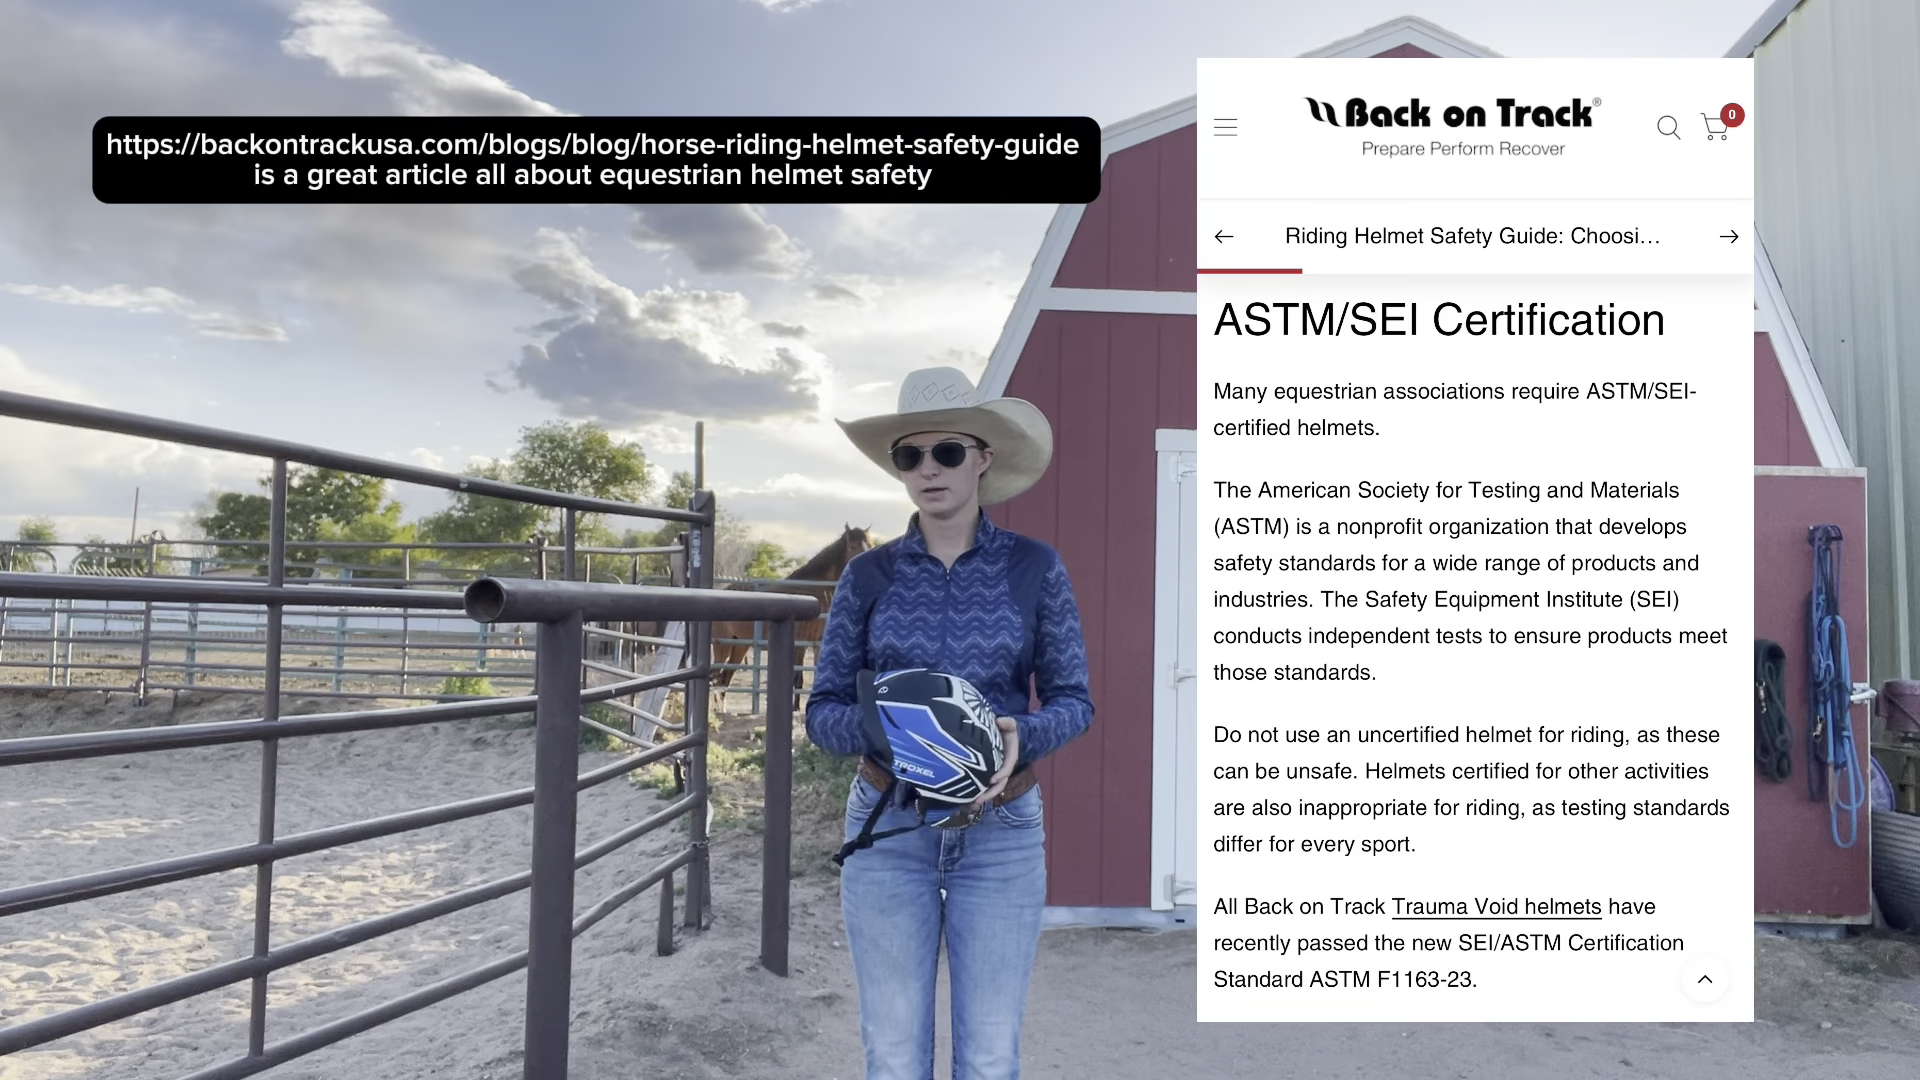 https://backontrackusa.com/blogs/blog/horse-riding-helmet-safety-guide
is a great article all about equestrian helmet safety
Back on Track®
Prepare Perform Recover
0
Riding Helmet Safety Guide: Choosi...
ASTM/SEI Certification
Many equestrian associations require ASTM/SEI-
certified helmets.
The American Society for Testing and Materials
(ASTM) is a nonprofit organization that develops
safety standards for a wide range of products and
industries. The Safety Equipment Institute (SEI)
conducts independent tests to ensure products meet
those standards.
Do not use an uncertified helmet for riding, as these
can be unsafe. Helmets certified for other activities
are also inappropriate for riding, as testing standards
differ for every sport.
All Back on Track Trauma Void helmets have
recently passed the new SEI/ASTM Certification
Standard ASTM F1163-23.
TROXEL